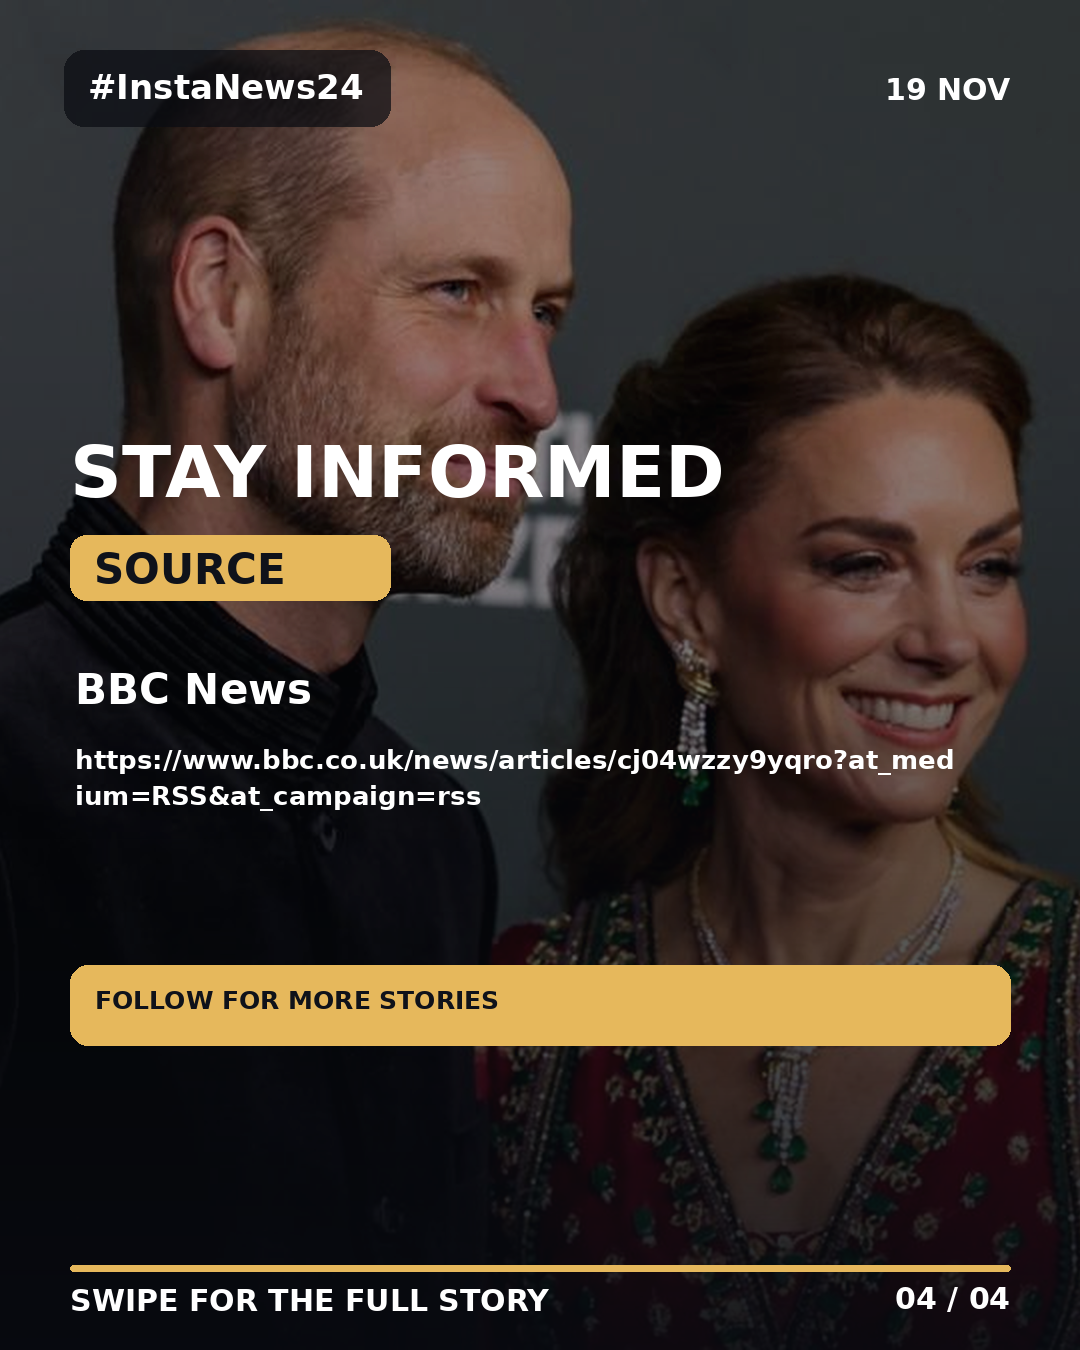 #InstaNews24
19 NOV
STAY INFORMED
SOURCE
BBC News
https://www.bbc.co.uk/news/articles/cj04wzzy9yqro?at_med
ium=RSS&at_campaign=rss
FOLLOW FOR MORE STORIES
SWIPE FOR THE FULL STORY
04 / 04